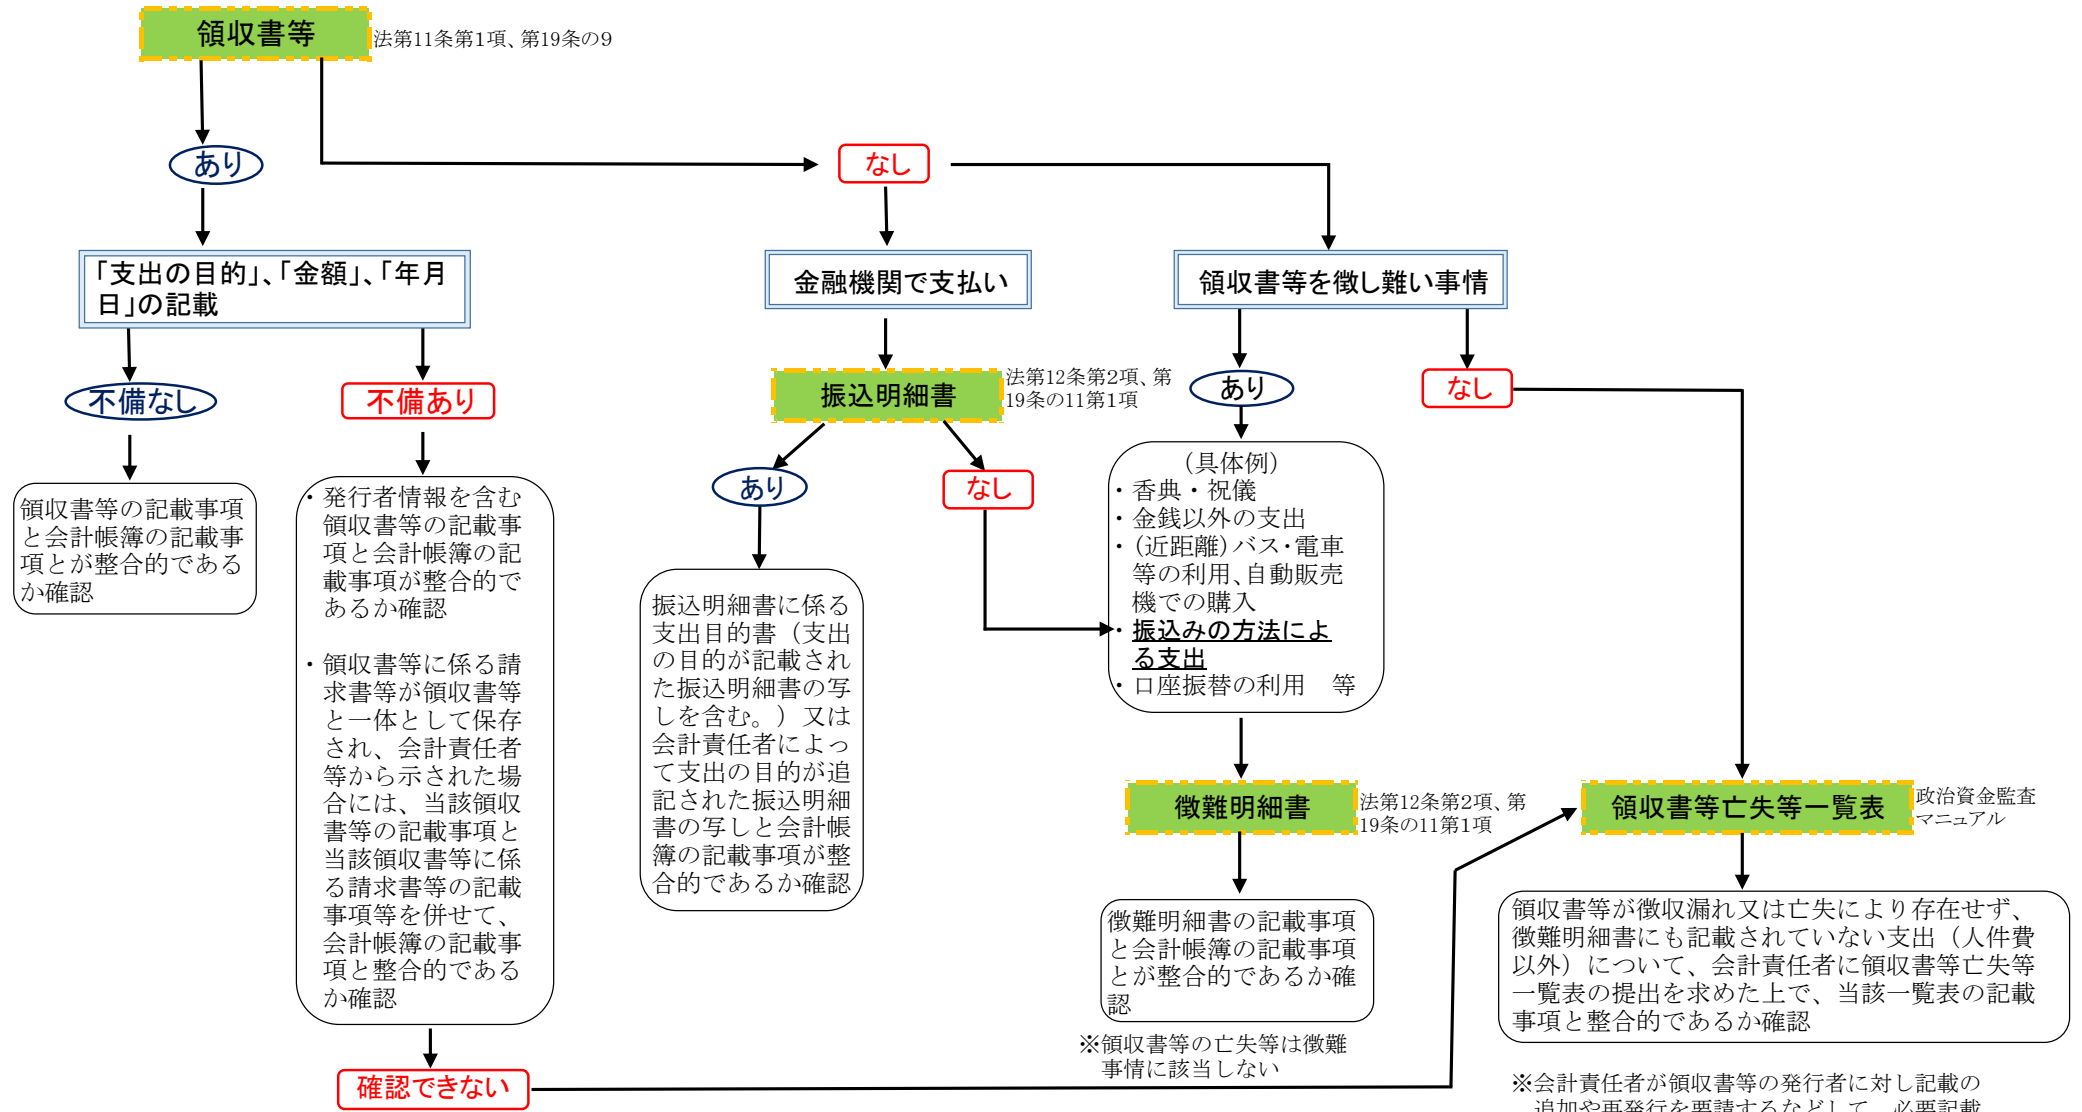 領収書等
法第11条第1項、第19条の9
あり
なし
「支出の目的」、「金額」、「年月
日」の記載
金融機関で支払い
領収書等を徴し難い事情
不備なし
不備あり
振込明細書
法第12条第2項、第
19条の11第1項
あり
なし
あり
なし
領収書等の記載事項
と会計帳簿の記載事
項とが整合的である
か確認
・発行者情報を含む
領収書等の記載事
項と会計帳簿の記
載事項が整合的で
あるか確認
・領収書等に係る請
求書等が領収書等
と一体として保存
され、会計責任者
等から示された場
合には、当該領収
書等の記載事項と
当該領収書等に係
る請求書等の記載
事項等を併せて、
会計帳簿の記載事
項と整合的である
か確認
振込明細書に係る
支出目的書（支出
の目的が記載され
た振込明細書の写
しを含む。）又は
会計責任者によっ
て支出の目的が追
記された振込明細
書の写しと会計帳
簿の記載事項が整
合的であるか確認
（具体例）
・香典・祝儀
・金銭以外の支出
・（近距離）バス・電車
等の利用、自動販売
機での購入
・振込みの方法によ
る支出
・口座振替の利用　等
徴難明細書
法第12条第2項、第
19条の11第1項
領収書等亡失等一覧表
政治資金監査
マニュアル
徴難明細書の記載事項
と会計帳簿の記載事項
とが整合的であるか確
認
※領収書等の亡失等は徴難
事情に該当しない
領収書等が徴収漏れ又は亡失により存在せず、
徴難明細書にも記載されていない支出（人件費
以外）について、会計責任者に領収書等亡失等
一覧表の提出を求めた上で、当該一覧表の記載
事項と整合的であるか確認
確認できない
※会計責任者が領収書等の発行者に対し記載の
追加や再発行を要請するなどして、必要記載